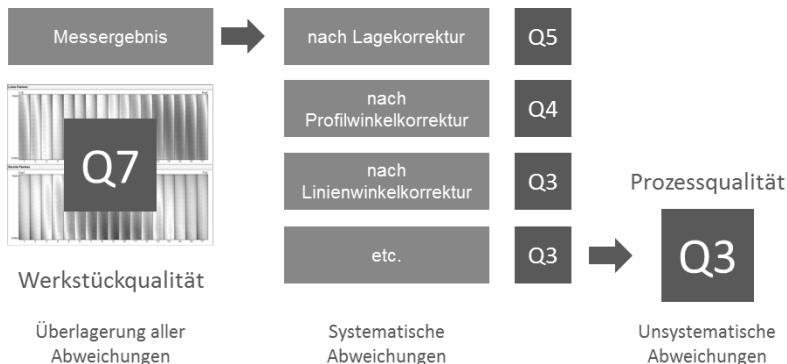 Messergebnis
nach Lagekorrektur
Q5
nach
Profilwinkelkorrektur
Q4
Q7
nach
Linienwinkelkorrektur
Q3
Prozessqualität
etc.
Q3
Q3
Werkstückqualität
Überlagerung aller
Abweichungen
Systematische
Abweichungen
Unsystematische
Abweichungen